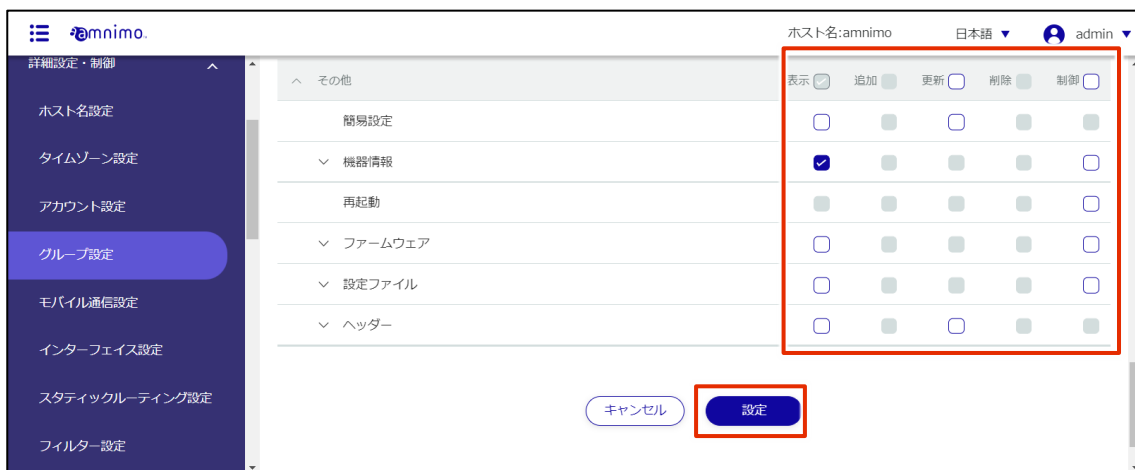 amnimo.
ホスト名:amnimo 日本語 ▼ admin ▼
詳細設定・制御
ホスト名設定
タイムゾーン設定
アカウント設定
グループ設定
モバイル通信設定
インターフェイス設定
スタティックルーティング設定
フィルター設定
その他 表示 追加 更新 削除 制御
簡易設定
機器情報
再起動
ファームウェア
設定ファイル
ヘッダー
キャンセル 設定